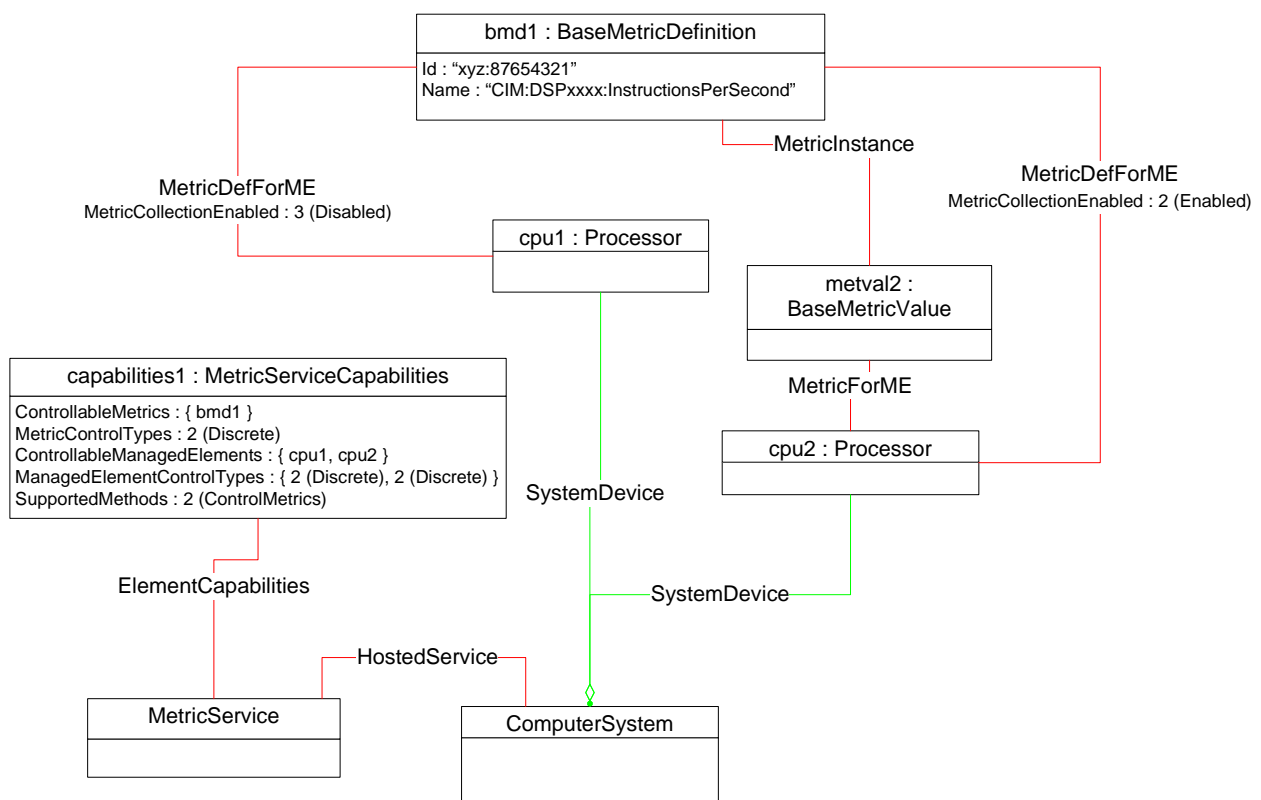 bmd1 : BaseMetricDefinition
Id : “xyz:87654321”
Name : “CIM:DSPxxxx:InstructionsPerSecond”
MetricInstance
MetricDefForME
MetricCollectionEnabled : 3 (Disabled)
MetricDefForME
MetricCollectionEnabled : 2 (Enabled)
cpu1 : Processor
metval2 :
BaseMetricValue
capabilities1 : MetricServiceCapabilities
ControllableMetrics : { bmd1 }
MetricControlTypes : 2 (Discrete)
ControllableManagedElements : { cpu1, cpu2 }
ManagedElementControlTypes : { 2 (Discrete), 2 (Discrete) }
SupportedMethods : 2 (ControlMetrics)
MetricForME
cpu2 : Processor
SystemDevice
ElementCapabilities
SystemDevice
HostedService
MetricService
ComputerSystem